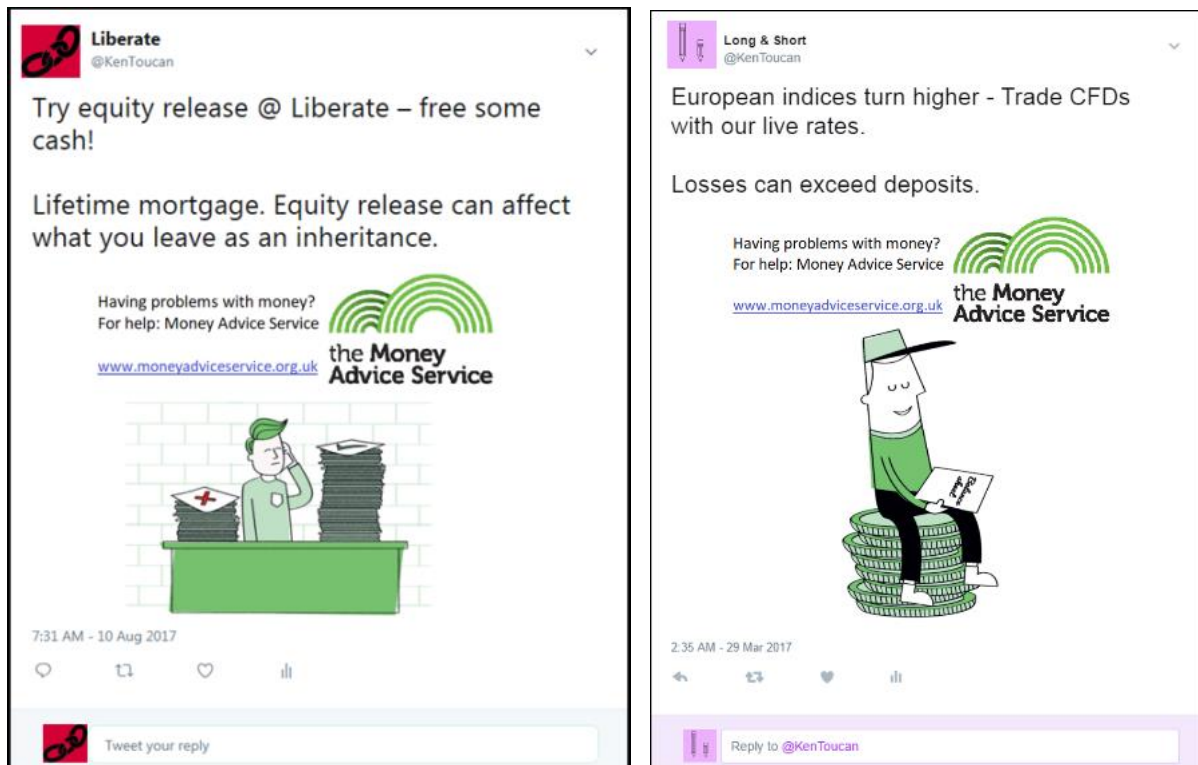 Liberate
@KenToucan
Try equity release @ Liberate – free some
cash!
Lifetime mortgage. Equity release can affect
what you leave as an inheritance.
Having problems with money?
For help: Money Advice Service
www.moneyadviceservice.org.uk
the Money
Advice Service
7:31 AM - 10 Aug 2017
Tweet your reply
Long & Short
@KenToucan
European indices turn higher - Trade CFDs
with our live rates.
Losses can exceed deposits.
Having problems with money?
For help: Money Advice Service
www.moneyadviceservice.org.uk
the Money
Advice Service
Balance
sheet
2:35 AM - 29 Mar 2017
Reply to @KenToucan